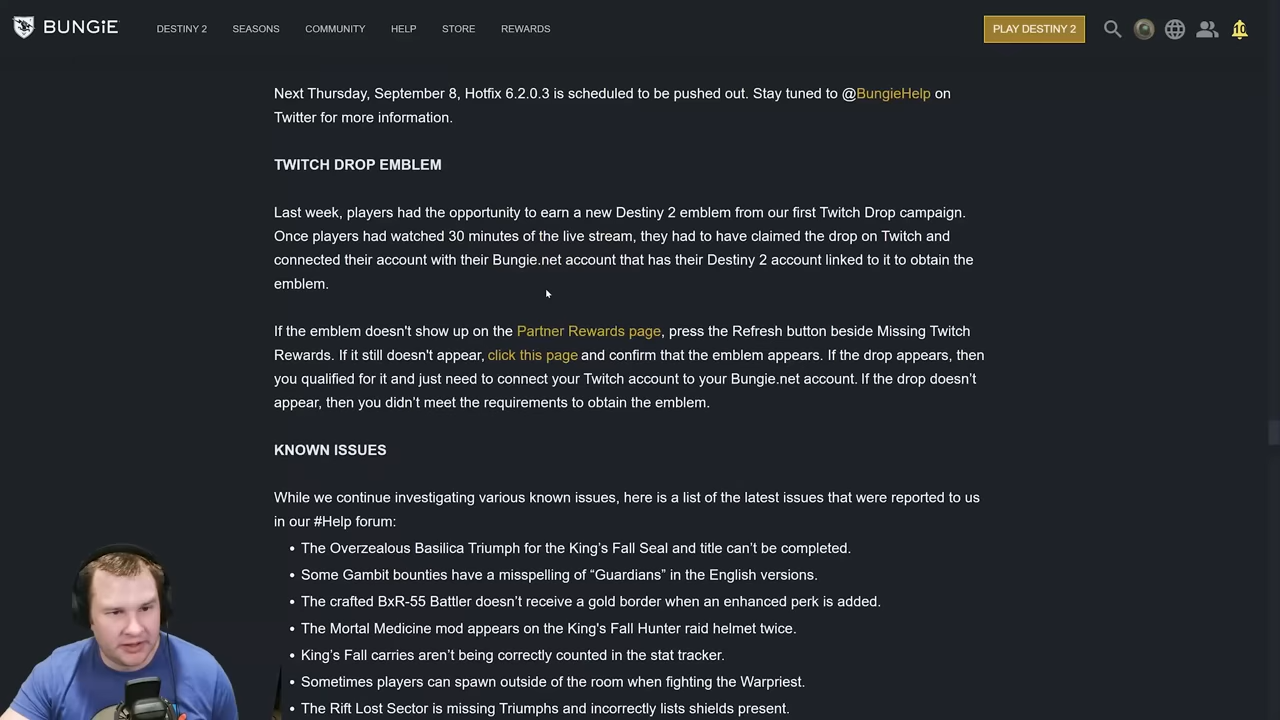 BUNGiE DESTINY 2 SEASONS COMMUNITY HELP STORE REWARDS PLAY DESTINY 2 10
Next Thursday, September 8, Hotfix 6.2.0.3 is scheduled to be pushed out. Stay tuned to @BungieHelp on
Twitter for more information.
TWITCH DROP EMBLEM
Last week, players had the opportunity to earn a new Destiny 2 emblem from our first Twitch Drop campaign.
Once players had watched 30 minutes of the live stream, they had to have claimed the drop on Twitch and
connected their account with their Bungie.net account that has their Destiny 2 account linked to it to obtain the
emblem.
If the emblem doesn't show up on the Partner Rewards page, press the Refresh button beside Missing Twitch
Rewards. If it still doesn't appear, click this page and confirm that the emblem appears. If the drop appears, then
you qualified for it and just need to connect your Twitch account to your Bungie.net account. If the drop doesn’t
appear, then you didn’t meet the requirements to obtain the emblem.
KNOWN ISSUES
While we continue investigating various known issues, here is a list of the latest issues that were reported to us
in our #Help forum:
• The Overzealous Basilica Triumph for the King’s Fall Seal and title can’t be completed.
• Some Gambit bounties have a misspelling of “Guardians” in the English versions.
• The crafted BxR-55 Battler doesn’t receive a gold border when an enhanced perk is added.
• The Mortal Medicine mod appears on the King's Fall Hunter raid helmet twice.
• King’s Fall carries aren’t being correctly counted in the stat tracker.
• Sometimes players can spawn outside of the room when fighting the Warpriest.
• The Rift Lost Sector is missing Triumphs and incorrectly lists shields present.